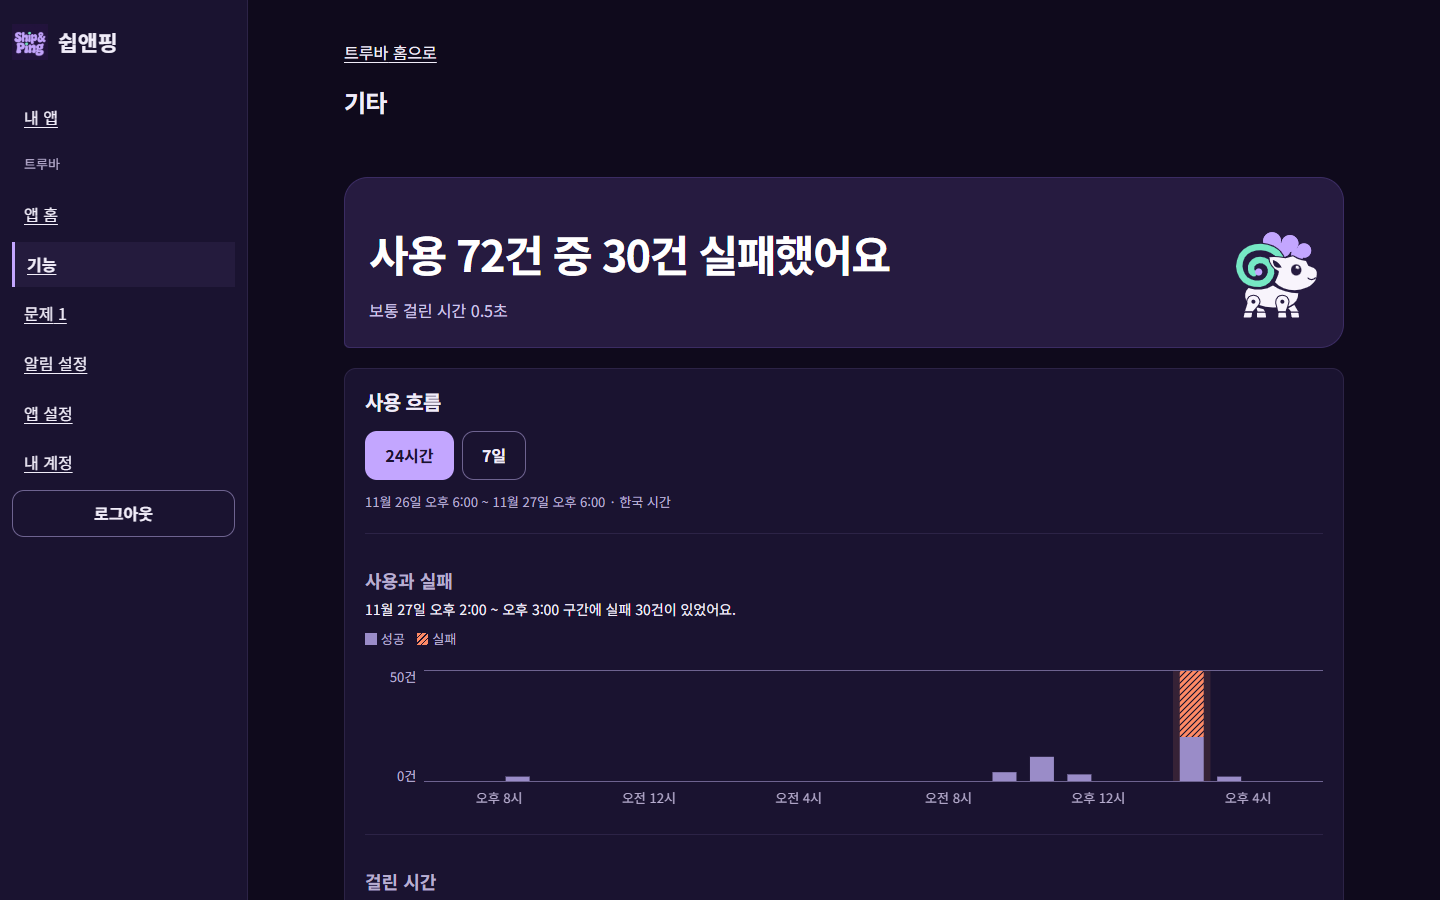 Ship&
Ping
쉽앤핑
내 앱
트루바
앱 홈
기능
문제 1
알림 설정
앱 설정
내 계정
로그아웃
트루바 홈으로
기타
사용 72건 중 30건 실패했어요
보통 걸린 시간 0.5초
사용 흐름
24시간
7일
11월 26일 오후 6:00 ~ 11월 27일 오후 6:00 · 한국 시간
사용과 실패
11월 27일 오후 2:00 ~ 오후 3:00 구간에 실패 30건이 있었어요.
성공 실패
50건
0건
오후 8시 오전 12시 오전 4시 오전 8시 오후 12시 오후 4시
걸린 시간